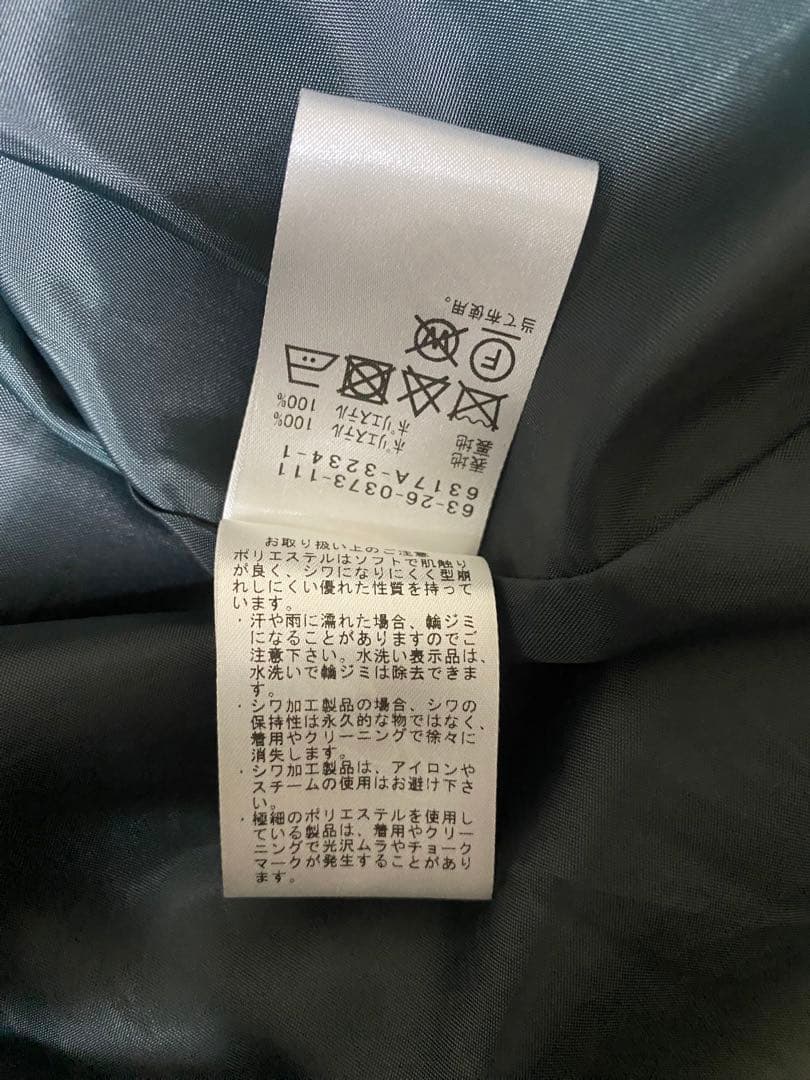 63-26-0373-111
6317A-3234-1
表地 ポリエステル 100%
裏地 ポリエステル 100%
F
W
当て布使用。
お取り扱い上のご注意
ポリエステルはソフトで肌触り
が良く、シワになりにくく型崩
れしにくい優れた性質を持って
います。
・汗や雨に濡れた場合、輪ジミ
になることがありますのでご
注意下さい。水洗い表示品は、
水洗いで輪ジミは除去できま
す。
・シワ加工製品の場合、シワの
保持性は永久的な物ではなく、
着用やクリーニングで徐々に
消失します。
・シワ加工製品は、アイロンや
スチームの使用はお避け下さ
い。
・極細のポリエステルを使用し
ている製品は、着用やクリー
ニングで光沢ムラやチョーク
マークが発生することがあり
ます。